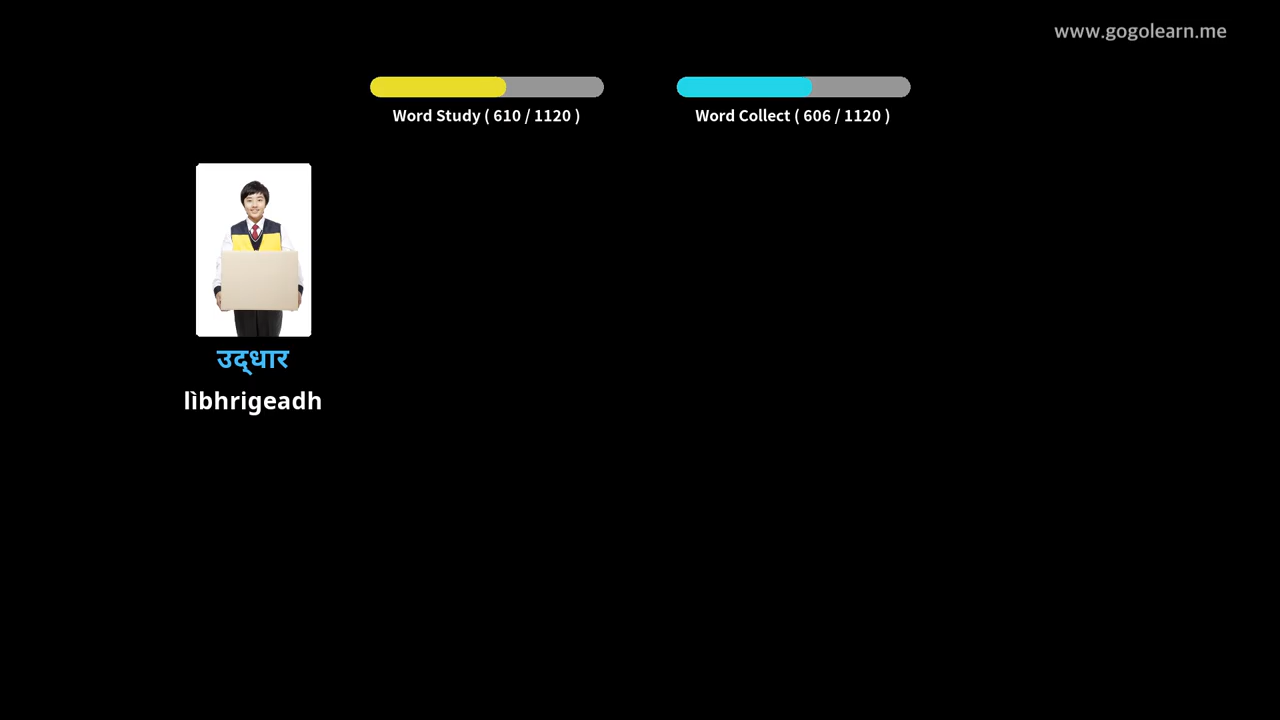 www.gogolearn.me
Word Study ( 610 / 1120 )
Word Collect ( 606 / 1120 )
उद्‌धार
lìbhrigeadh